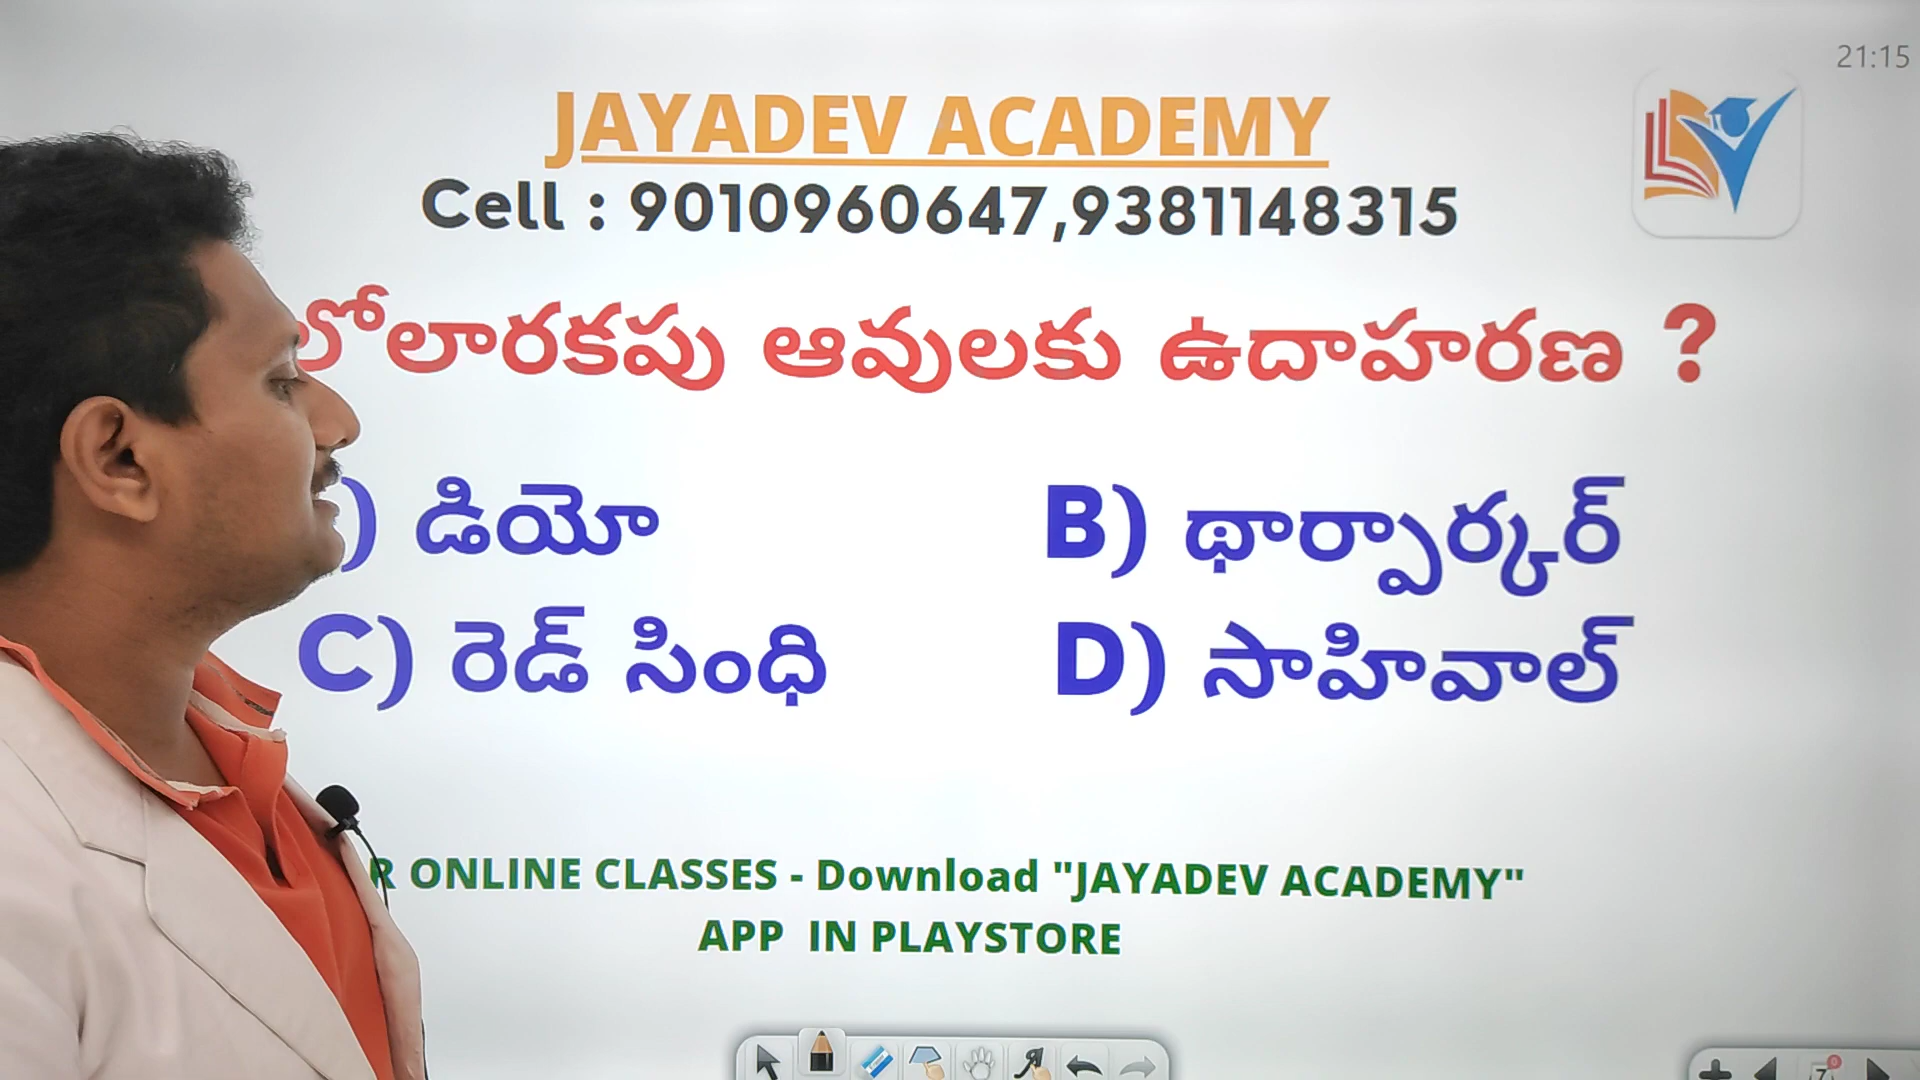 21:15
JAYADEV ACADEMY
Cell : 9010960647,9381148315
ఆవులకు ఉదాహరణ ?
) డియో
B) థార్పార్కర్
C) రెడ్ సింధి
D) సాహివాల్
R ONLINE CLASSES - Download "JAYADEV ACADEMY"
APP IN PLAYSTORE